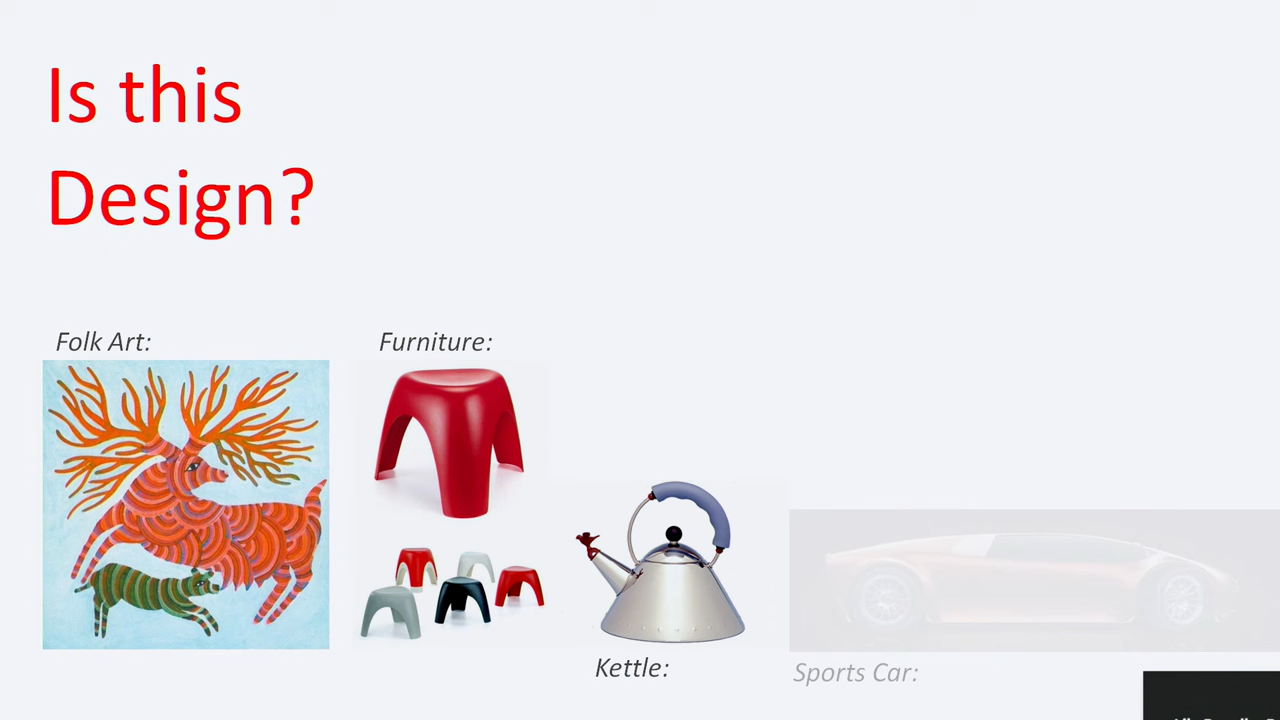 Is this
Design?
Folk Art:
Furniture:
Kettle:
Sports Car: